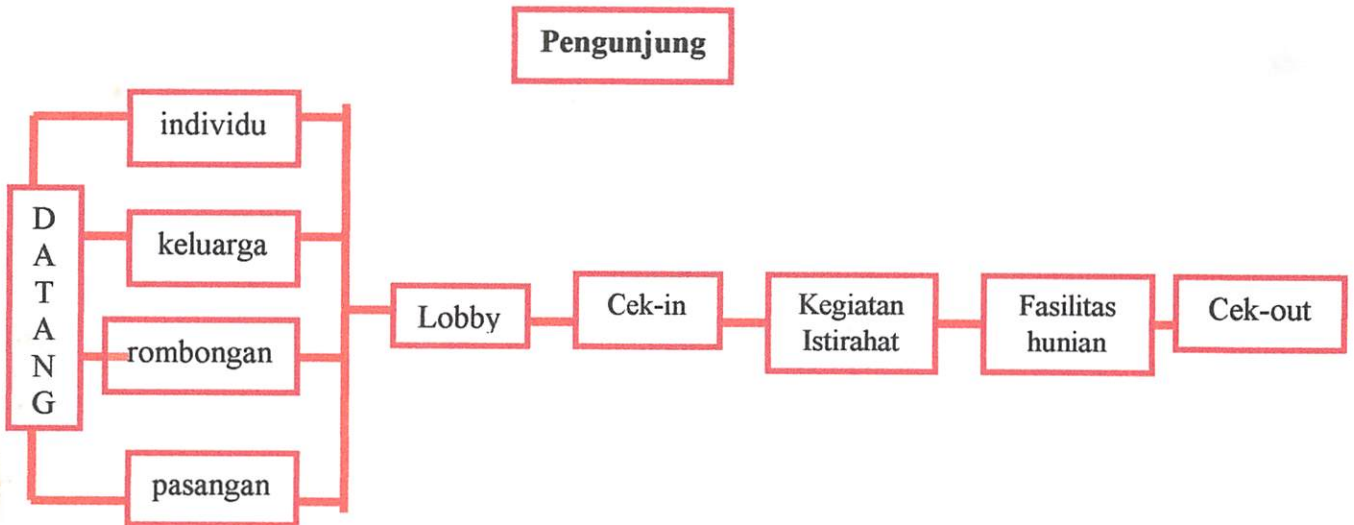 Pengunjung
D
A
T
A
N
G
individu
keluarga
rombongan
pasangan
Lobby
Cek-in
Kegiatan
Istirahat
Fasilitas
hunian
Cek-out